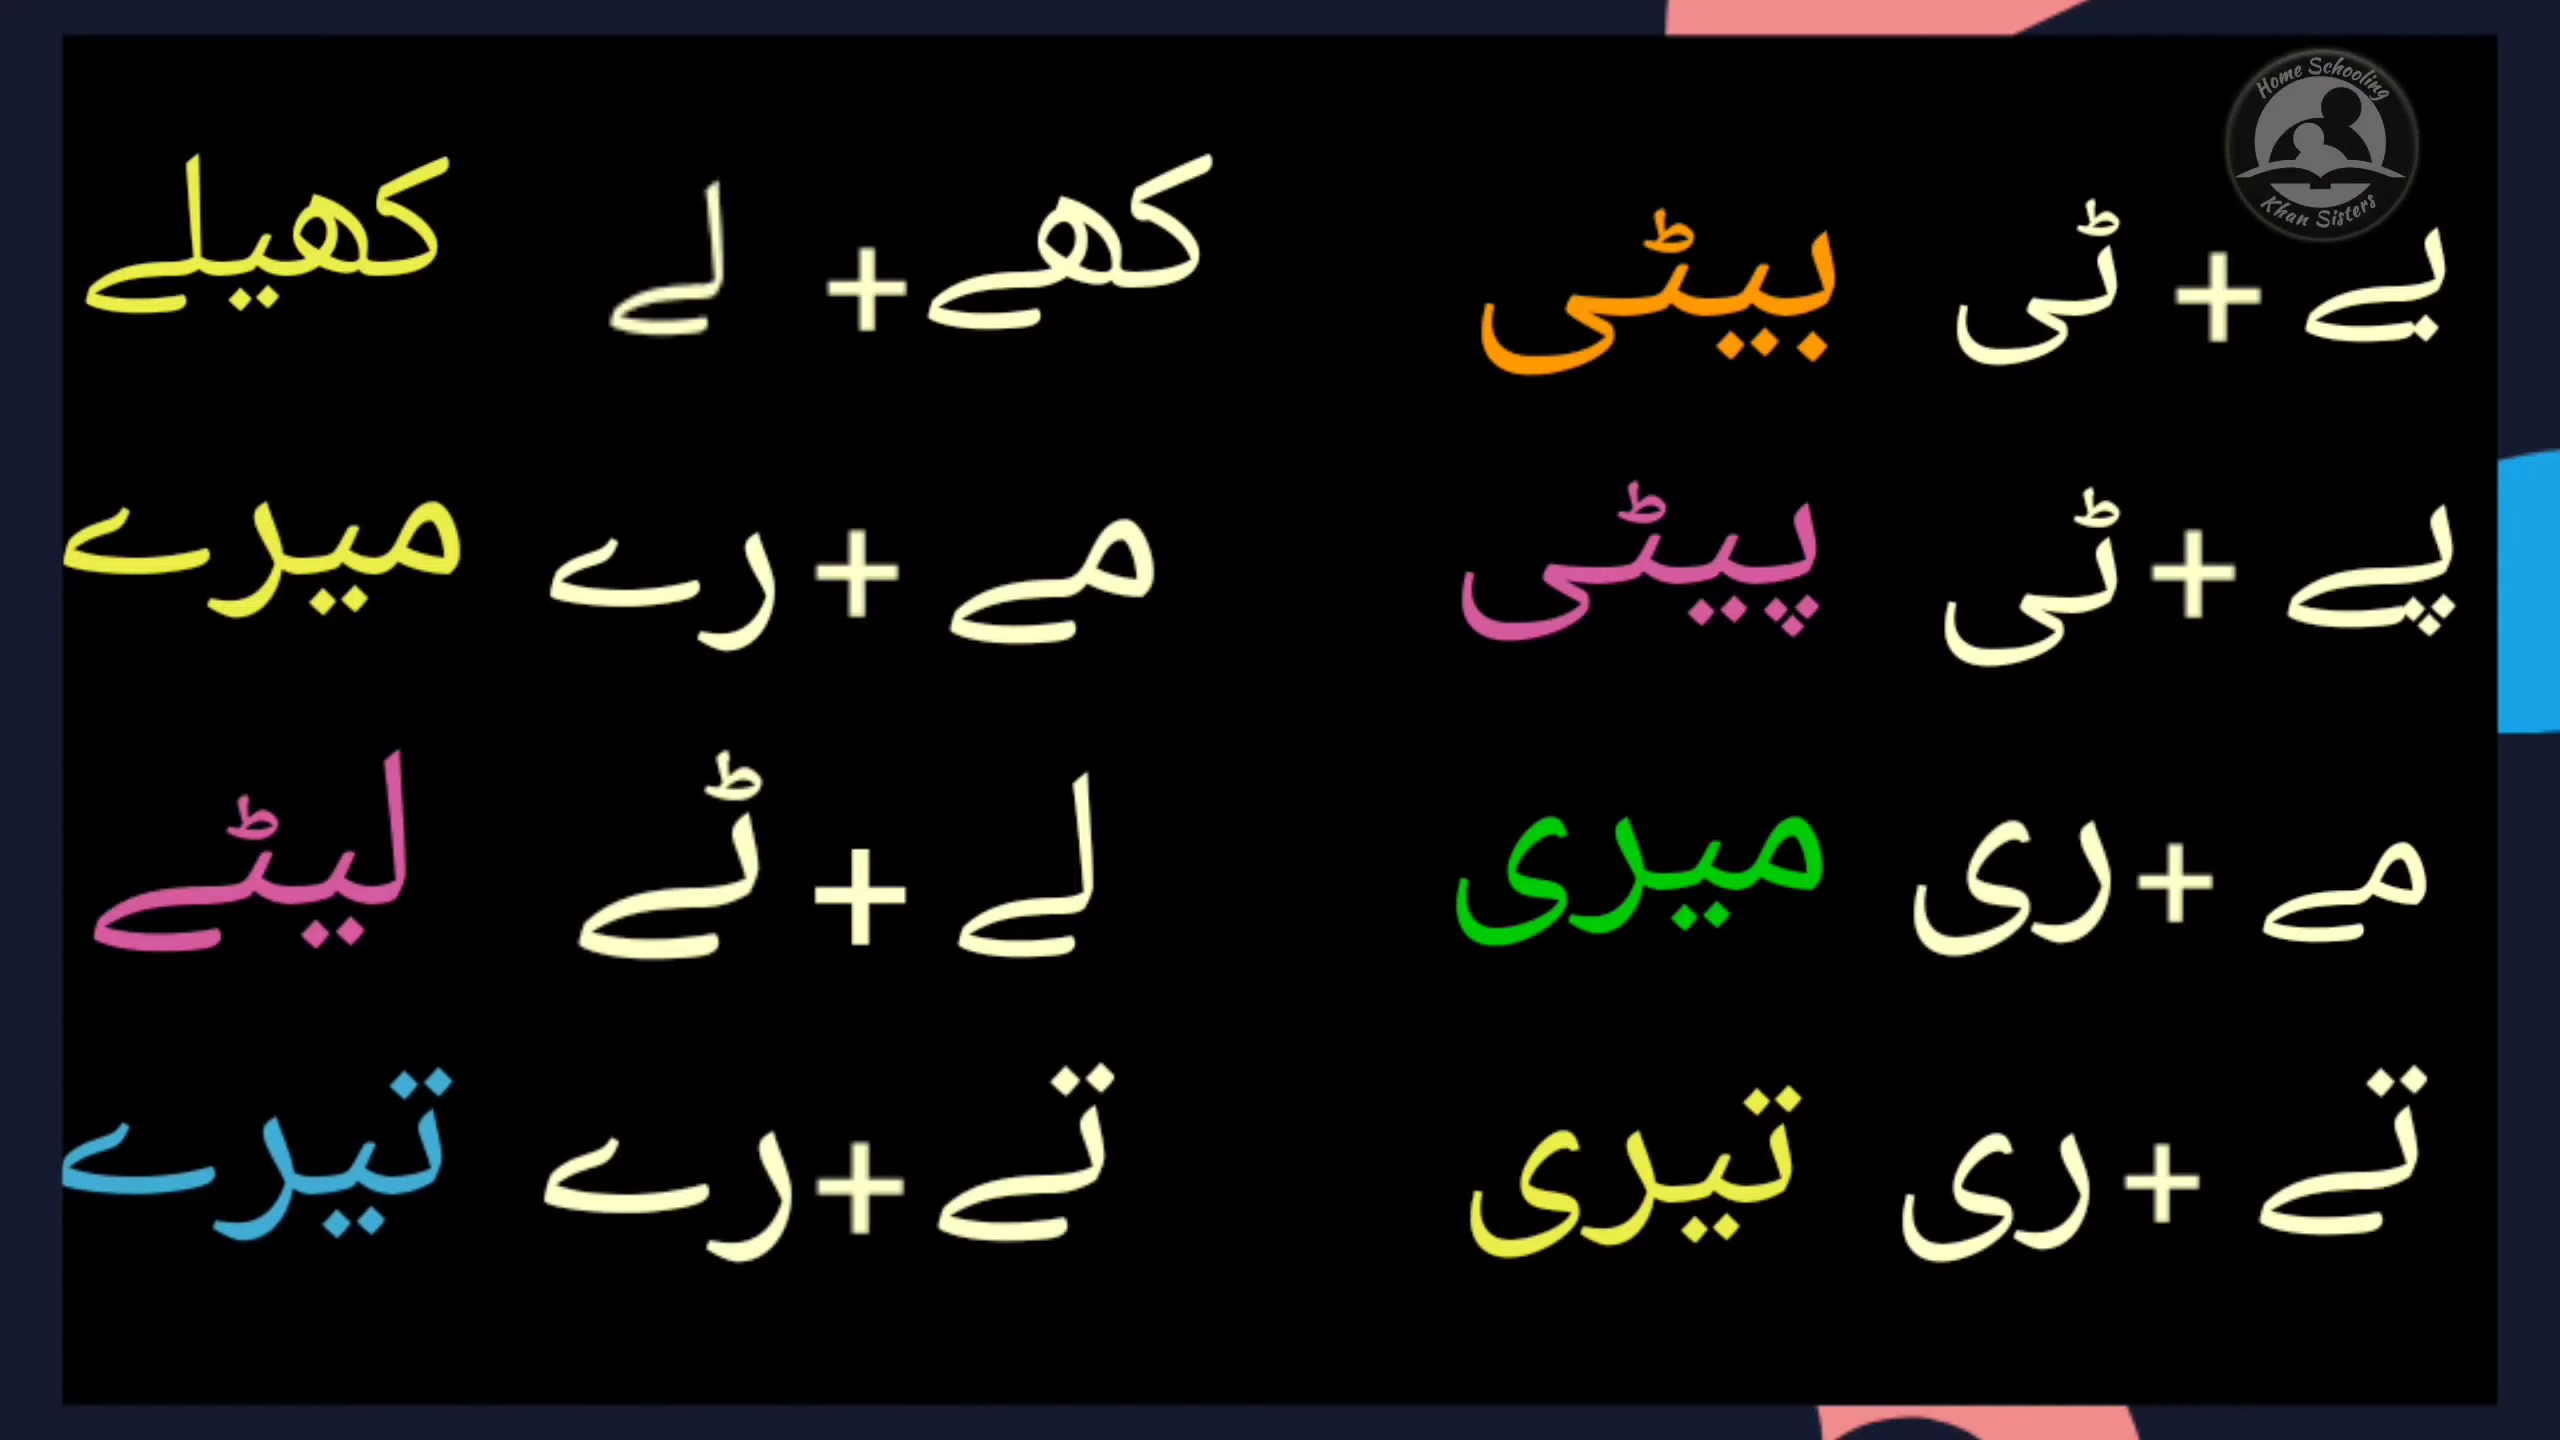 Home Schooling
Khan Sisters
بے + ٹی بیٹی
کھے + لے کھیلے
پے + ٹی پیٹی
مے + رے میرے
مے + ری میری
لے + ٹے لیٹے
تے + ری تیری
تے + رے تیرے